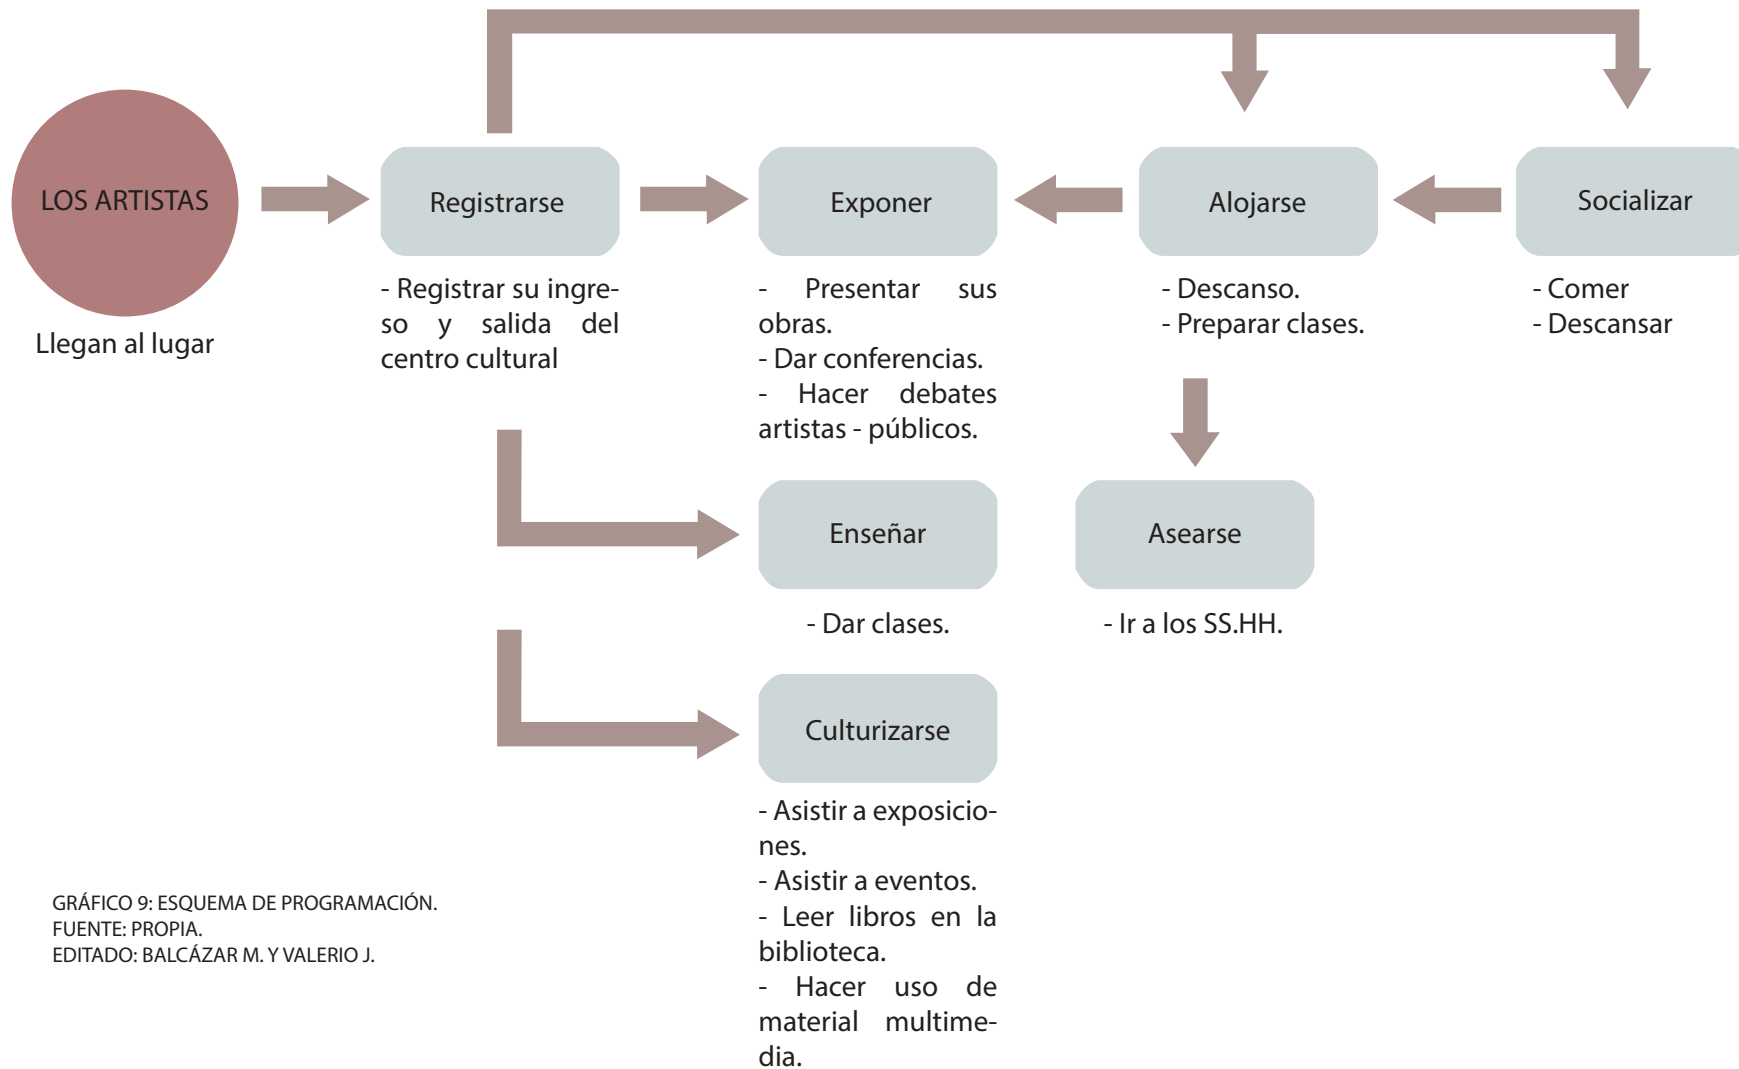 LOS ARTISTAS
Llegan al lugar
Registrarse
- Registrar su ingre-
so y salida del
centro cultural
Exponer
- Presentar sus
obras.
- Dar conferencias.
- Hacer debates
artistas - públicos.
Alojarse
- Descanso.
- Preparar clases.
Socializar
- Comer
- Descansar
Enseñar
- Dar clases.
Asearse
- Ir a los SS.HH.
Culturizarse
- Asistir a exposicio-
nes.
- Asistir a eventos.
- Leer libros en la
biblioteca.
- Hacer uso de
material multime-
dia.
GRÁFICO 9: ESQUEMA DE PROGRAMACIÓN.
FUENTE: PROPIA.
EDITADO: BALCÁZAR M. Y VALERIO J.